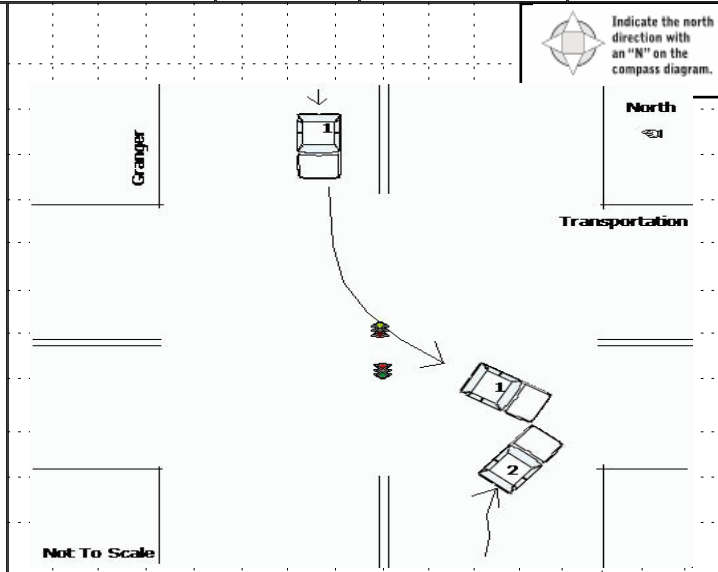 Indicate the north
direction with
an “N” on the
compass diagram.
North
1
Granger
Transportation
1
2
Not To Scale